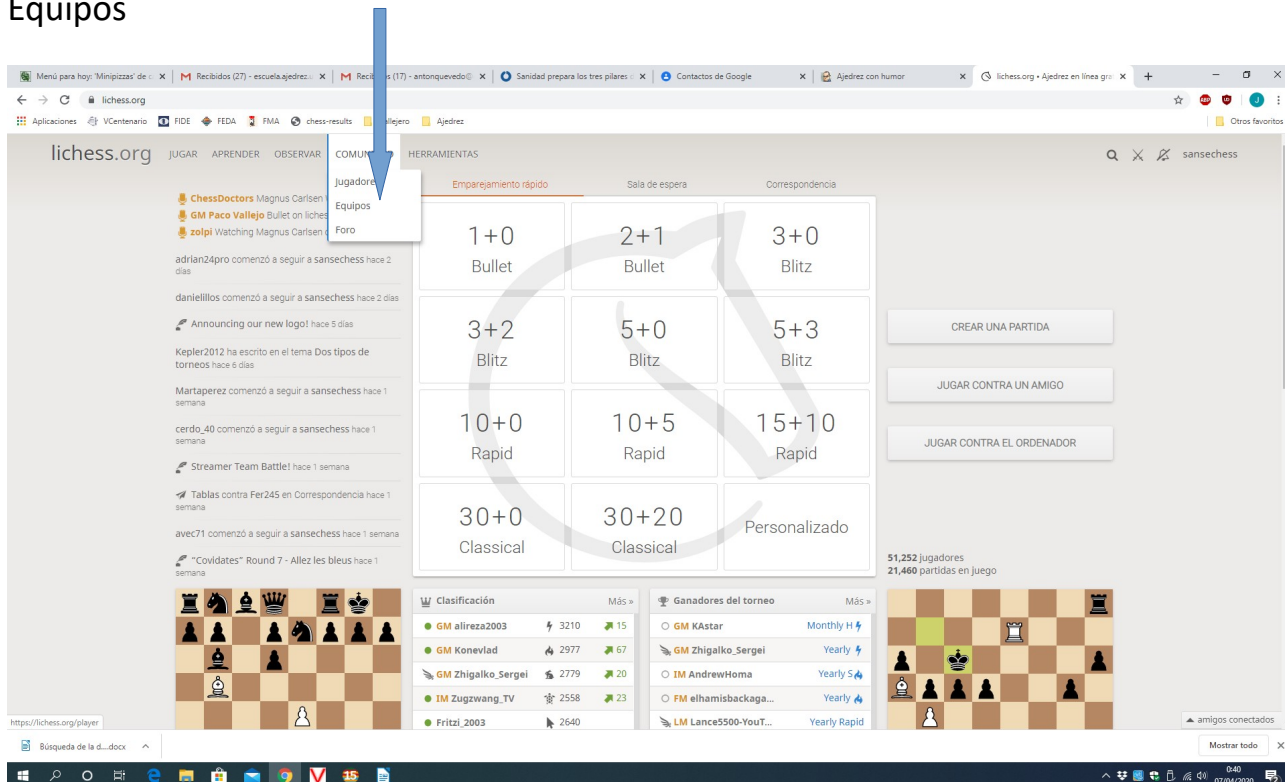 Equipos
Menú para hoy: 'Minipizzas' de
Recibidos (27) - escuela.ajedrez.
Recib os (17) - antonquevedo@
Sanidad prepara los tres pilares
Contactos de Google
Ajedrez con humor
lichess.org • Ajedrez en línea gra
lichess.org
Aplicaciones
VCentenario
FIDE
FEDA
FMA
chess-results
allejero
Ajedrez
Otros favoritos
lichess.org JUGAR APRENDER OBSERVAR COMUN D HERRAMIENTAS
sansechess
Jugadore
Equipos
Foro
ChessDoctors Magnus Carlsen
GM Paco Vallejo Bullet on liches
zolpi Watching Magnus Carlsen
adrian24pro comenzó a seguir a sansechess hace 2
días
danielillos comenzó a seguir a sansechess hace 2 días
Announcing our new logo! hace 5 días
Kepler2012 ha escrito en el tema Dos tipos de
torneos hace 6 días
Martaperez comenzó a seguir a sansechess hace 1
semana
cerdo_40 comenzó a seguir a sansechess hace 1
semana
Streamer Team Battle! hace 1 semana
Tablas contra Fer245 en Correspondencia hace 1
semana
avec71 comenzó a seguir a sansechess hace 1 semana
"Covidates" Round 7 - Allez les bleus hace 1
semana
Emparejamiento rápido Sala de espera Correspondencia
1+0 2+1 3+0
Bullet Bullet Blitz
3+2 5+0 5+3
Blitz Blitz Blitz
10+0 10+5 15+10
Rapid Rapid Rapid
30+0 30+20 Personalizado
Classical Classical
CREAR UNA PARTIDA
JUGAR CONTRA UN AMIGO
JUGAR CONTRA EL ORDENADOR
51,252 jugadores
21,460 partidas en juego
Clasificación Más »
GM alireza2003 3210 15
GM Konevlad 2977 67
GM Zhigalko_Sergei 2779 20
IM Zugzwang_TV 2558 23
Fritzi_2003 2640
Ganadores del torneo Más »
GM KAstar Monthly H
GM Zhigalko_Sergei Yearly
IM AndrewHoma Yearly S
FM elhamisbackaga... Yearly
LM Lance5500-YouT... Yearly Rapid
amigos conectados
https://lichess.org/player
Búsqueda de la d....docx
Mostrar todo
15
0:40
07/04/2020